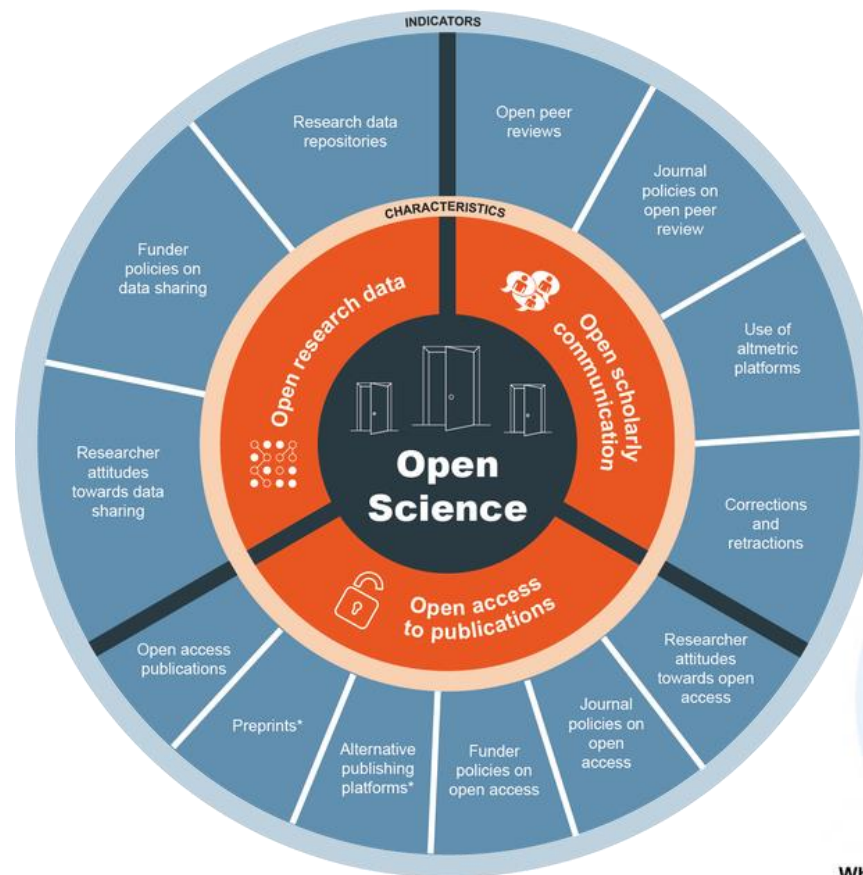 INDICATORS
Research data
repositories
Open peer
reviews
Journal
policies on
open peer
review
Funder
policies on
data sharing
CHARACTERISTICS
Open research data
Open scholarly
communication
Use of
altmetric
platforms
Researcher
attitudes
towards data
sharing
Open
Science
Corrections
and
retractions
Open access
to publications
Open access
publications
Preprints*
Alternative
publishing
platforms*
Funder
policies on
open access
Journal
policies on
open
access
Researcher
attitudes
towards open
access